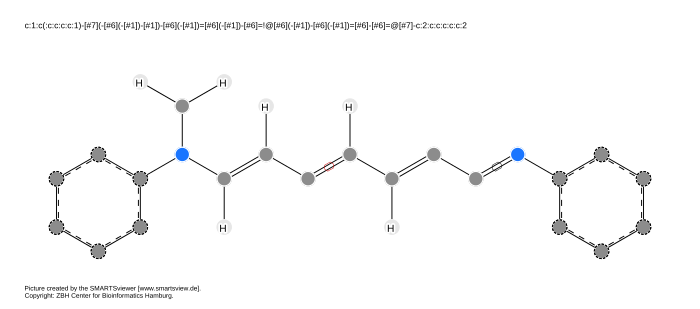 c:1:c(:c:c:c:c:1)-[#7](-[#6](-[#1])-[#1])-[#6](-[#1])=[#6](-[#1])-[#6]=!@[#6](-[#1])-[#6](-[#1])=[#6]-[#6]=@[#7]-c:2:c:c:c:c:c:2
H H
H H
H H
Picture created by the SMARTSviewer [www.smartsview.de].
Copyright: ZBH Center for Bioinformatics Hamburg.